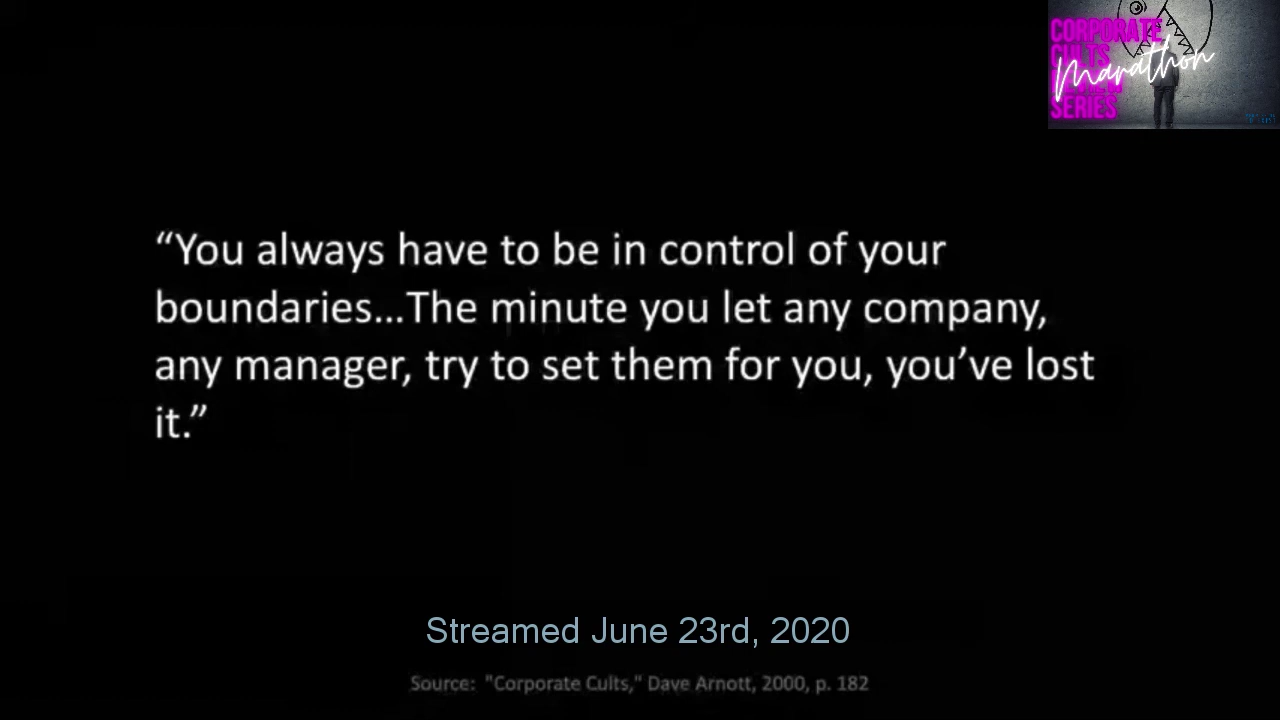 CORPORATE
CULTS
Marathon
SERIES
“You always have to be in control of your
boundaries...The minute you let any company,
any manager, try to set them for you, you’ve lost
it.”
Streamed June 23rd, 2020
Source: "Corporate Cults," Dave Arnott, 2000, p. 182